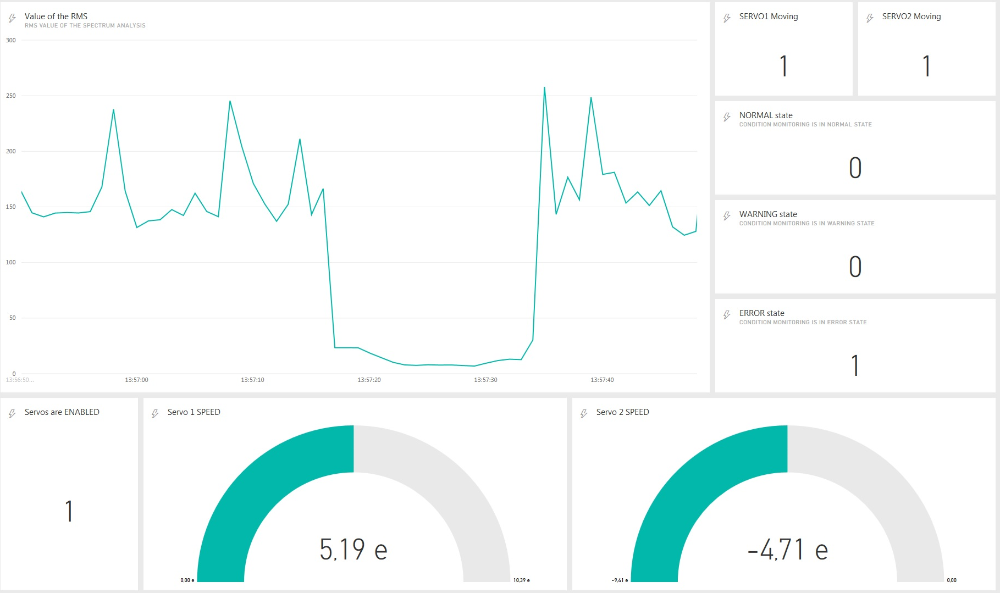 Value of the RMS
RMS VALUE OF THE SPECTRUM ANALYSIS
300
250
200
150
100
50
0
13:56:50...
13:57:00
13:57:10
13:57:20
13:57:30
13:57:40
SERVO1 Moving
1
SERVO2 Moving
1
NORMAL state
CONDITION MONITORING IS IN NORMAL STATE
0
WARNING state
CONDITION MONITORING IS IN WARNING STATE
0
ERROR state
CONDITION MONITORING IS IN ERROR STATE
1
Servos are ENABLED
1
Servo 1 SPEED
5,19 e
0,00 e
10,39 e
Servo 2 SPEED
-4,71 e
-9,41 e
0,00